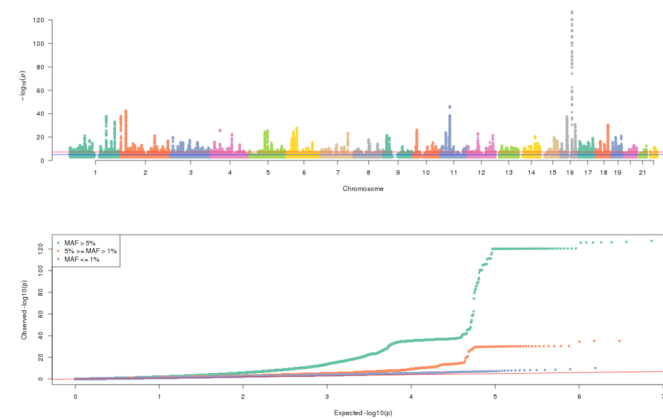 120
100
80
60
40
20
0
−log10(p)
1 2 3 4 5 6 7 8 9 10 11 12 13 14 15 16 17 18 19 21
Chromosome
MAF > 5%
5% >= MAF > 1%
MAF <= 1%
120
100
80
60
40
20
0
Observed -log10(p)
0 1 2 3 4 5 6 7
Expected -log10(p)